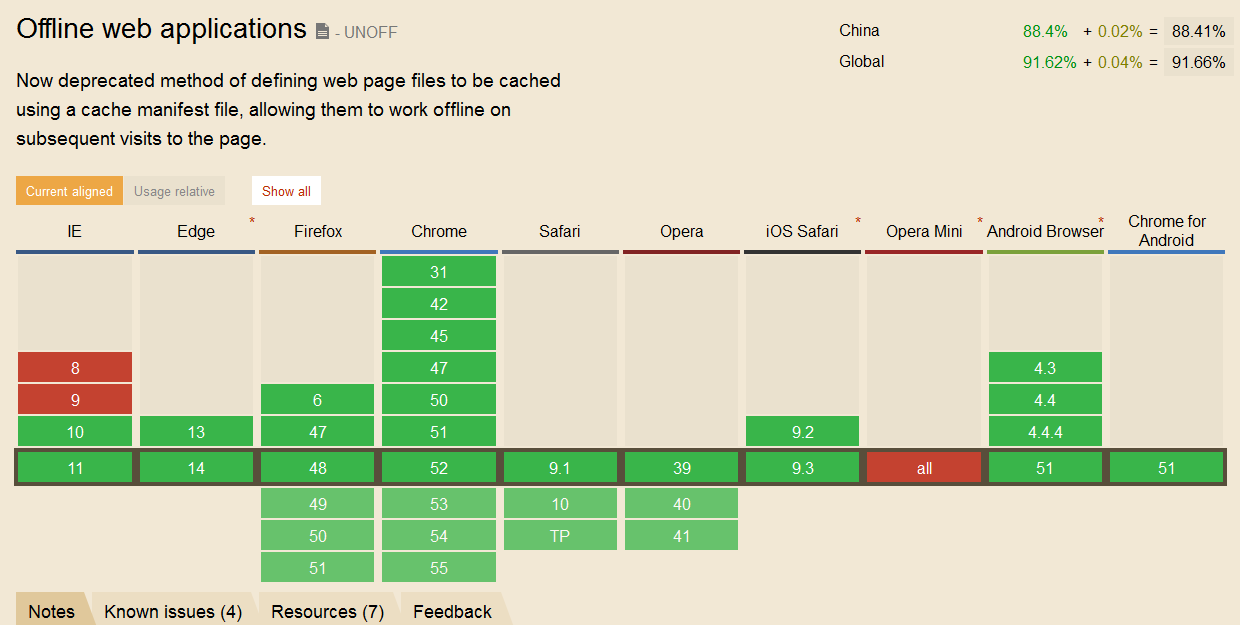 Offline web applications - UNOFF
China 88.4% + 0.02% = 88.41%
Global 91.62% + 0.04% = 91.66%
Now deprecated method of defining web page files to be cached
using a cache manifest file, allowing them to work offline on
subsequent visits to the page.
Current aligned Usage relative Show all
IE Edge * Firefox Chrome Safari Opera iOS Safari * Opera Mini * Android Browser * Chrome for Android
31
42
45
8 47 4.3
9 6 50 4.4
10 13 47 51 9.2 4.4.4
11 14 48 52 9.1 39 9.3 all 51 51
49 53 10 40
50 54 TP 41
51 55
Notes Known issues (4) Resources (7) Feedback